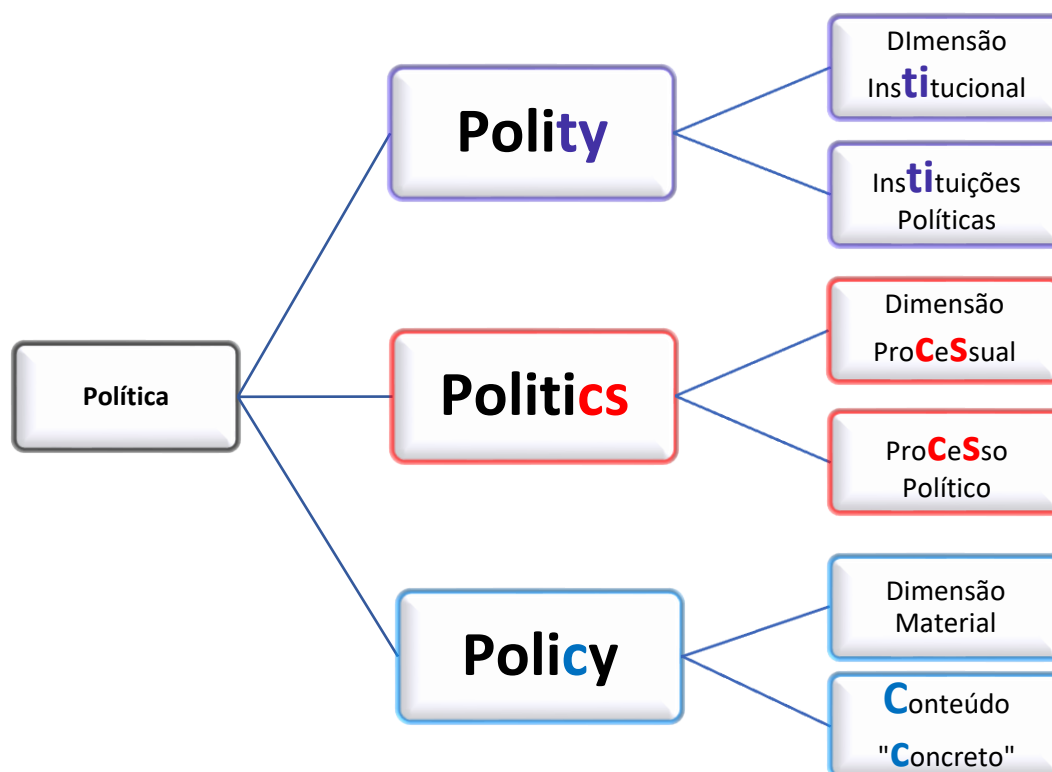 Política
Polity
DImensão
Institucional
Instituições
Políticas
Politics
Dimensão
ProCeSsual
ProCeSso
Político
Policy
Dimensão
Material
Conteúdo
"Concreto"